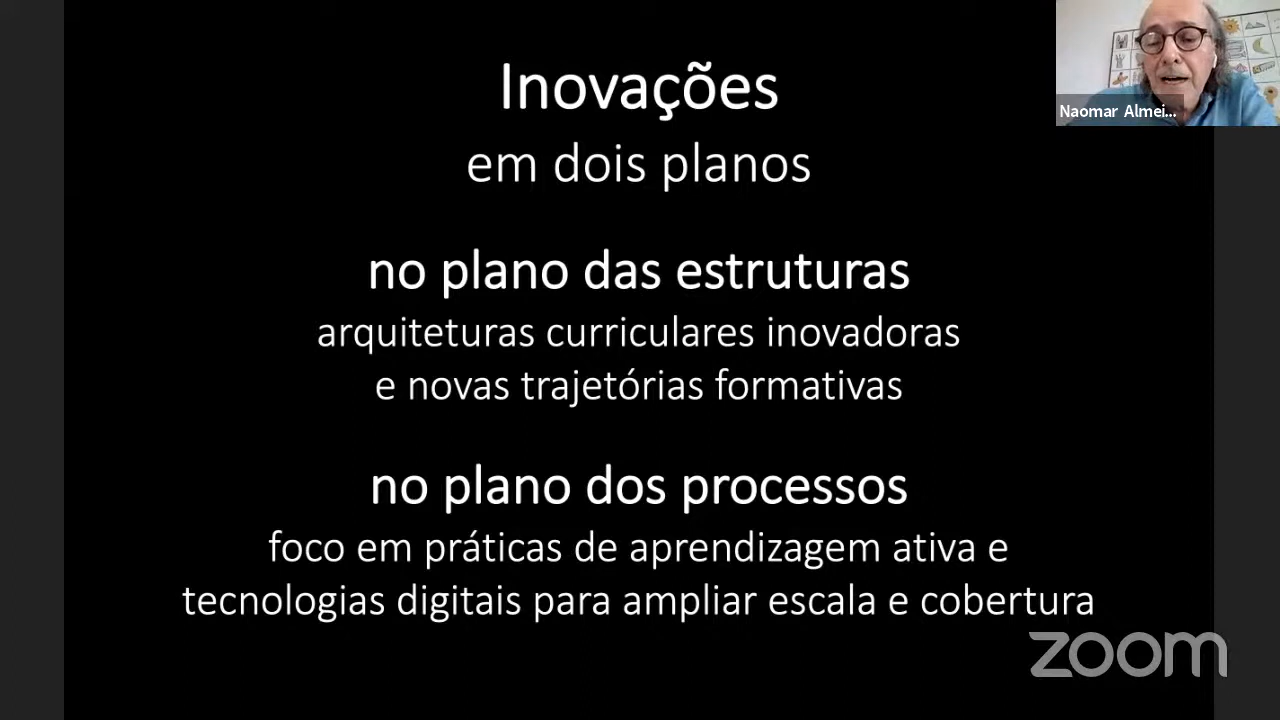 Inovações
em dois planos
no plano das estruturas
arquiteturas curriculares inovadoras
e novas trajetórias formativas
no plano dos processos
foco em práticas de aprendizagem ativa e
tecnologias digitais para ampliar escala e cobertura
Naomar Almei...
zoom